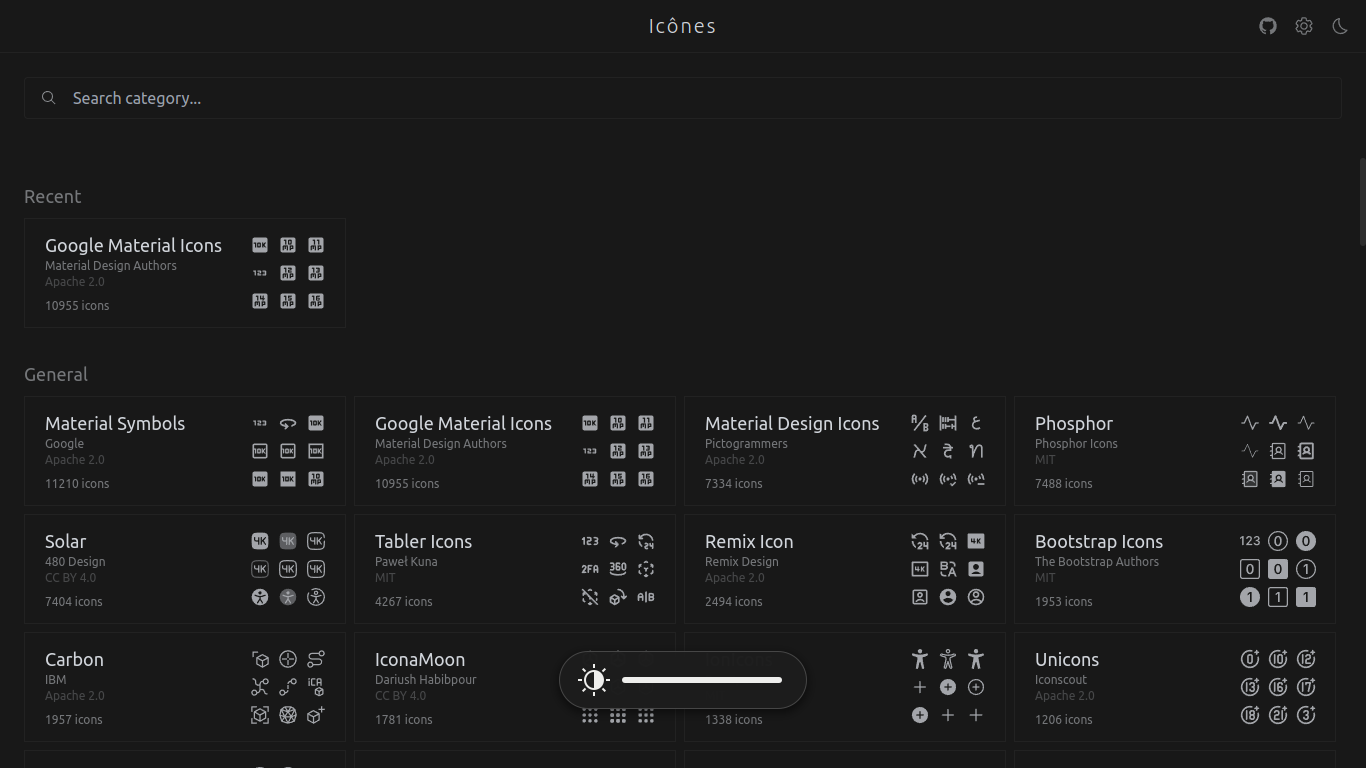 Icônes
Search category...
Recent
Google Material Icons
Material Design Authors
Apache 2.0
10955 icons
General
Material Symbols
Google
Apache 2.0
11210 icons
Google Material Icons
Material Design Authors
Apache 2.0
10955 icons
Material Design Icons
Pictogrammers
Apache 2.0
7334 icons
Phosphor
Phosphor Icons
MIT
7488 icons
Solar
480 Design
CC BY 4.0
7404 icons
Tabler Icons
Paweł Kuna
MIT
4267 icons
Remix Icon
Remix Design
Apache 2.0
2494 icons
Bootstrap Icons
The Bootstrap Authors
MIT
1953 icons
Carbon
IBM
Apache 2.0
1957 icons
IconaMoon
Dariush Habibpour
CC BY 4.0
1781 icons
1338 icons
Unicons
Iconscout
Apache 2.0
1206 icons